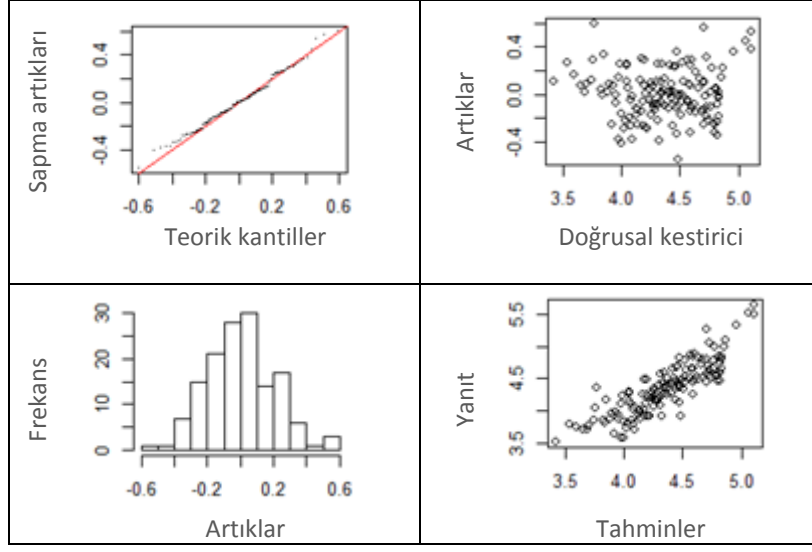 Sapma artıkları
-0.4 0.0 0.4
-0.6 -0.2 0.2 0.6
Teorik kantiller
Artıklar
-0.4 0.0 0.4
3.5 4.0 4.5 5.0
Doğrusal kestirici
Frekans
0 10 20 30
-0.6 -0.2 0.2 0.6
Artıklar
Yanıt
3.5 4.5 5.5
3.5 4.0 4.5 5.0
Tahminler